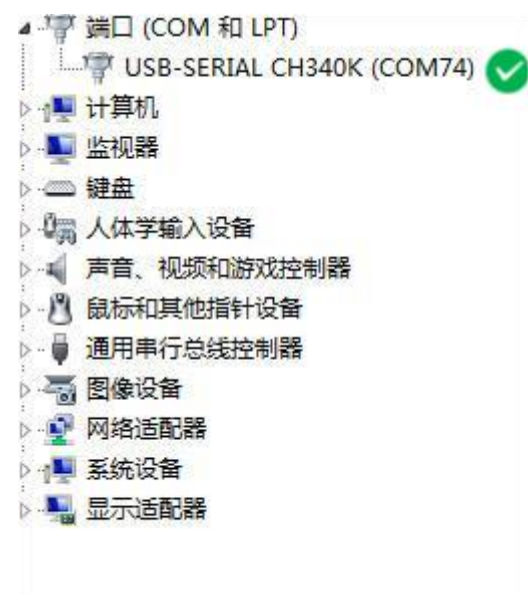 端口 (COM 和 LPT)
USB-SERIAL CH340K (COM74)
计算机
监视器
键盘
人体学输入设备
声音、视频和游戏控制器
鼠标和其他指针设备
通用串行总线控制器
图像设备
网络适配器
系统设备
显示适配器